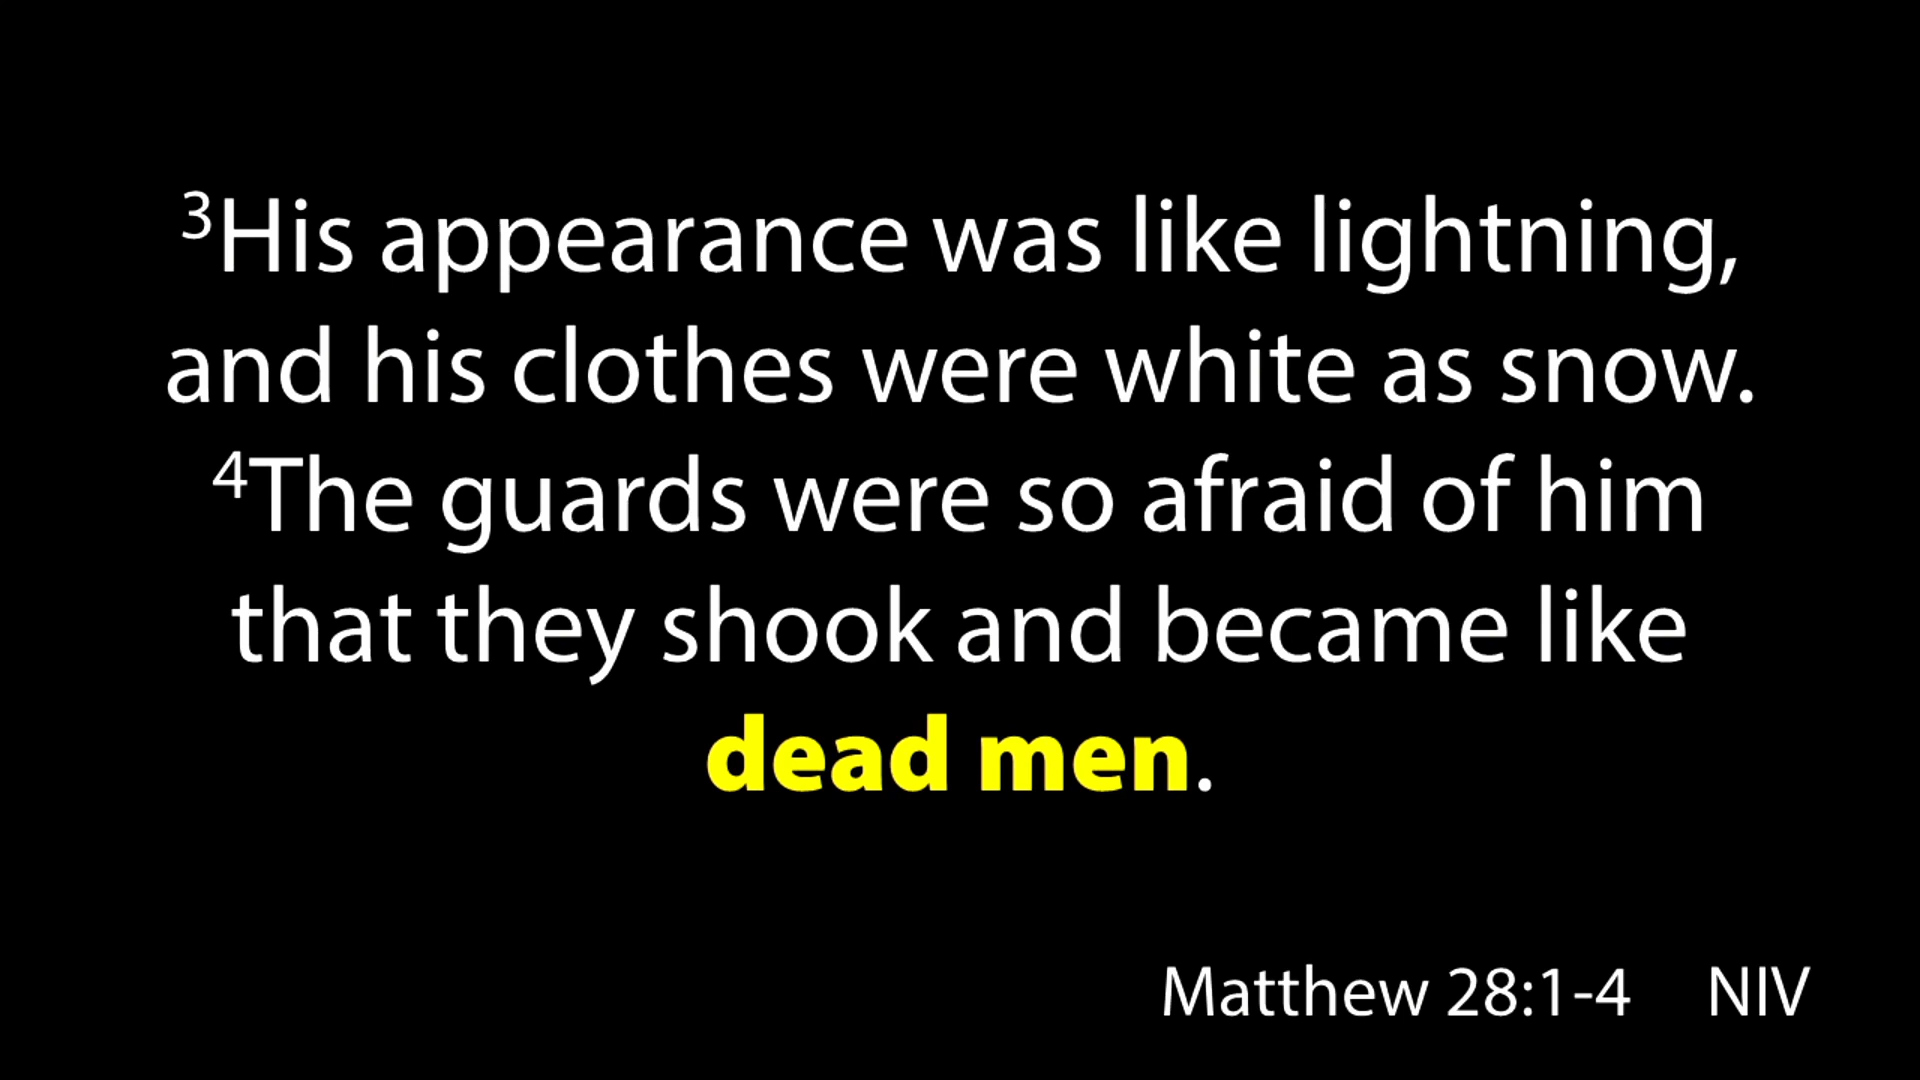 ³His appearance was like lightning,
and his clothes were white as snow.
⁴The guards were so afraid of him
that they shook and became like
dead men.
Matthew 28:1-4 NIV